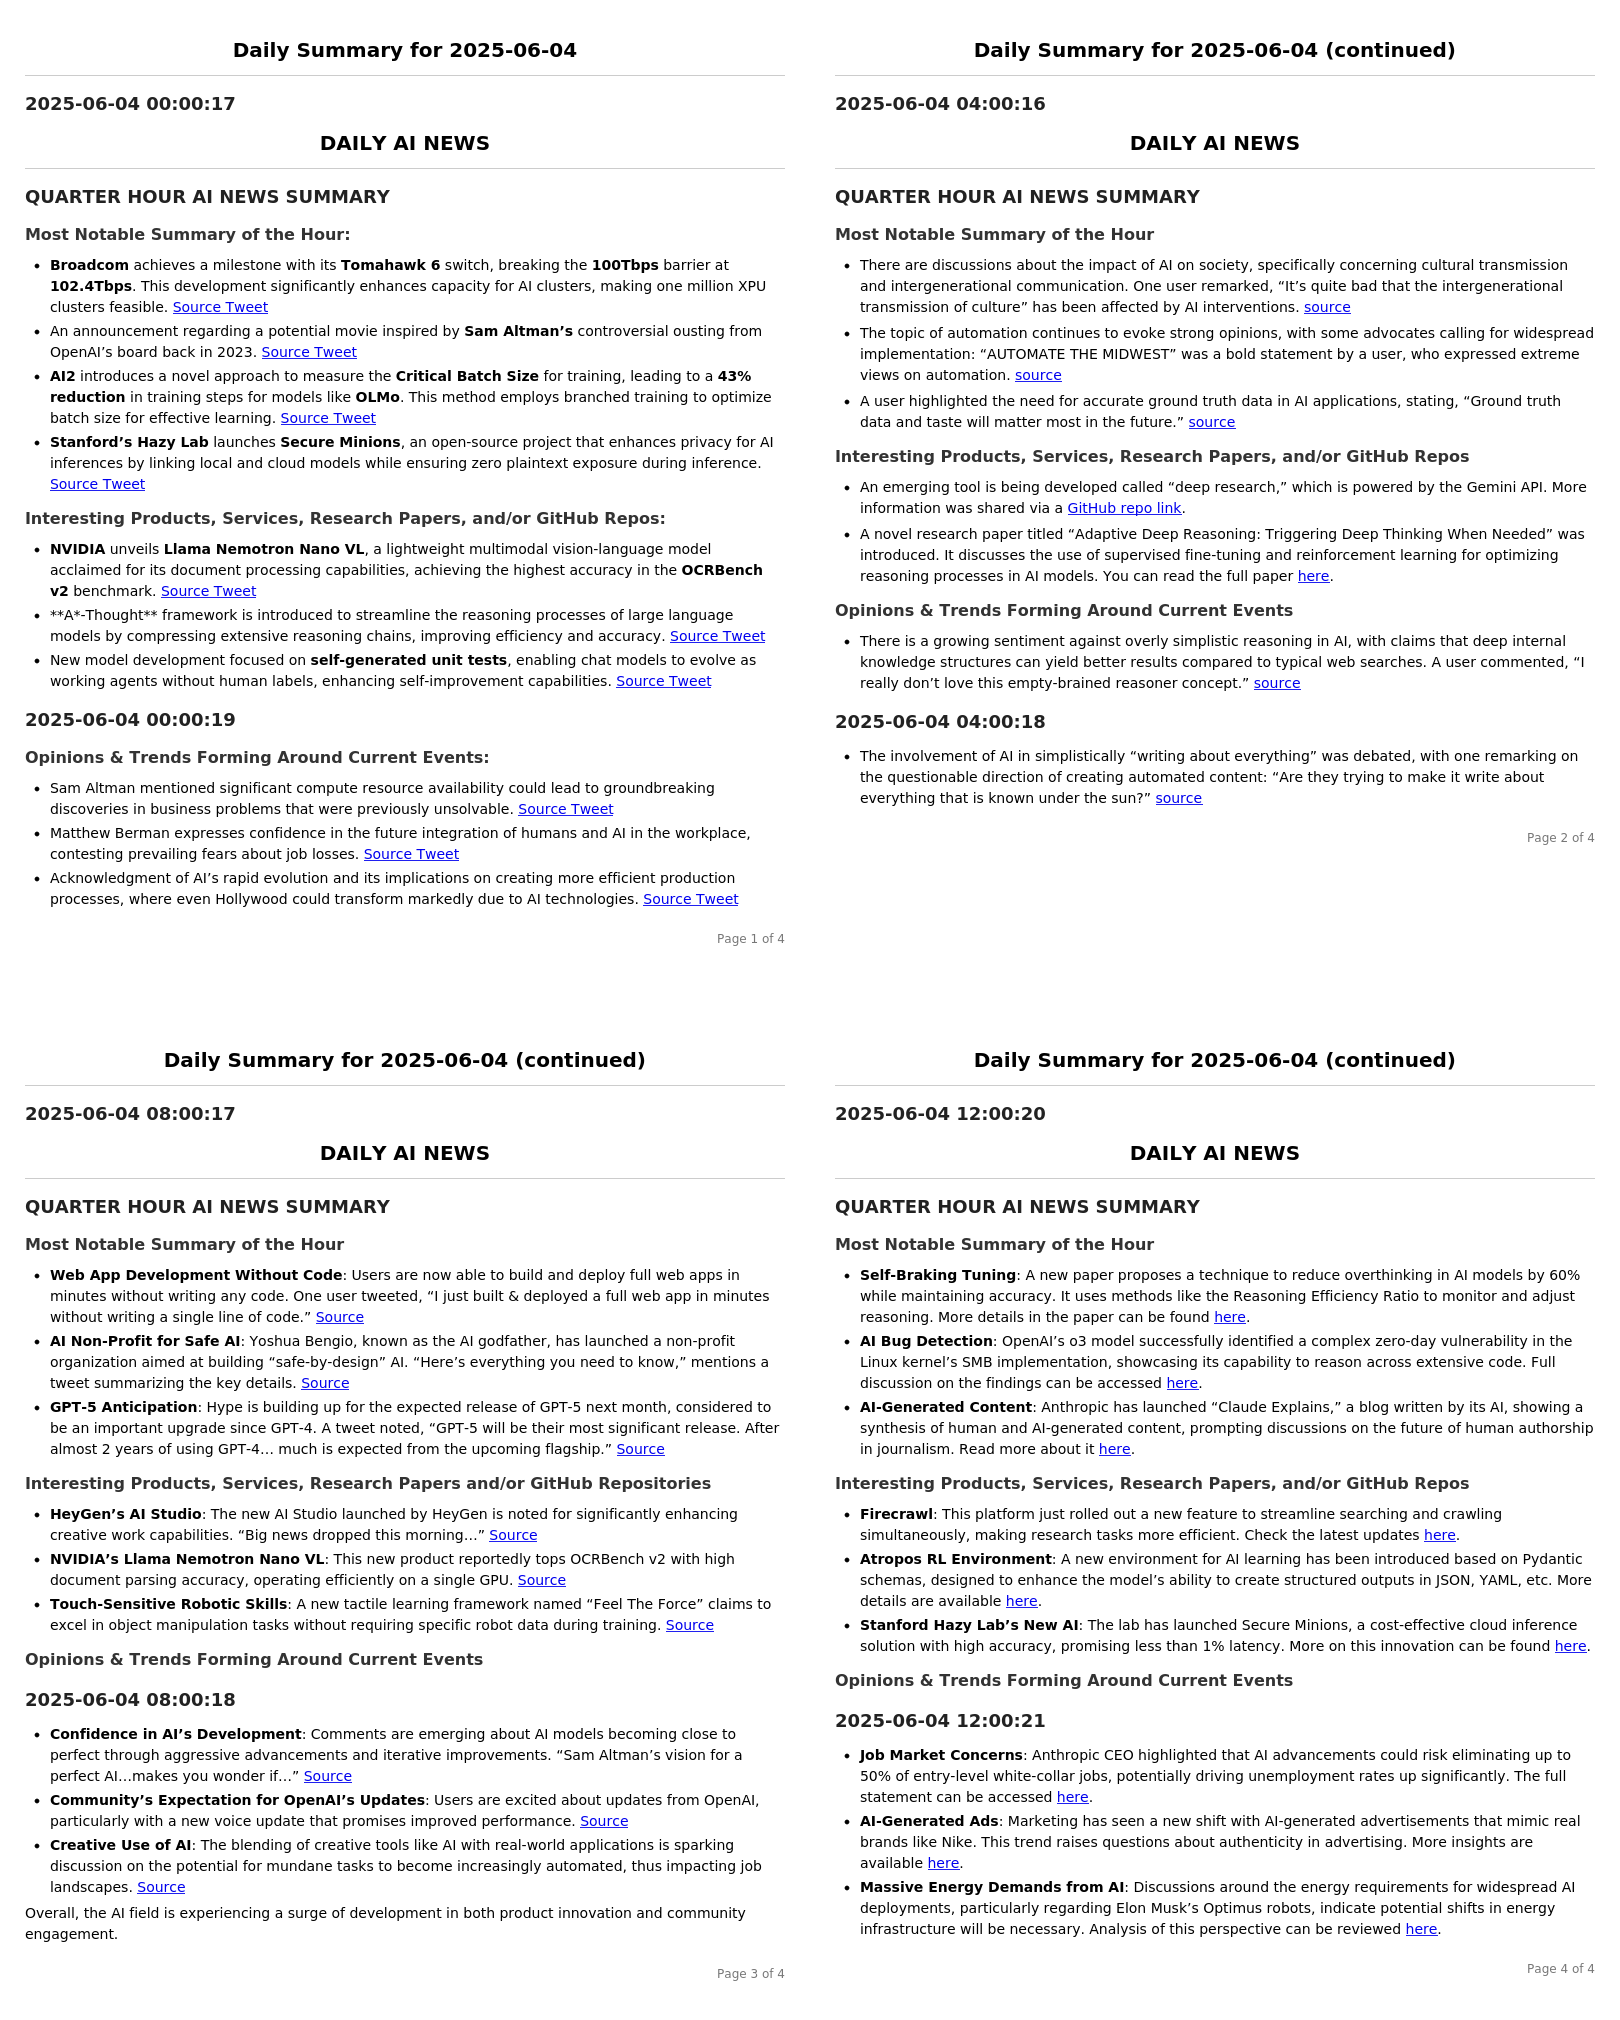 Daily Summary for 2025-06-04
2025-06-04 00:00:17
DAILY AI NEWS
QUARTER HOUR AI NEWS SUMMARY
Most Notable Summary of the Hour:
• Broadcom achieves a milestone with its Tomahawk 6 switch, breaking the 100Tbps barrier at
102.4Tbps. This development significantly enhances capacity for AI clusters, making one million XPU
clusters feasible. Source Tweet
• An announcement regarding a potential movie inspired by Sam Altman’s controversial ousting from
OpenAI’s board back in 2023. Source Tweet
• AI2 introduces a novel approach to measure the Critical Batch Size for training, leading to a 43%
reduction in training steps for models like OLMo. This method employs branched training to optimize
batch size for effective learning. Source Tweet
• Stanford’s Hazy Lab launches Secure Minions, an open-source project that enhances privacy for AI
inferences by linking local and cloud models while ensuring zero plaintext exposure during inference.
Source Tweet
Interesting Products, Services, Research Papers, and/or GitHub Repos:
• NVIDIA unveils Llama Nemotron Nano VL, a lightweight multimodal vision-language model
acclaimed for its document processing capabilities, achieving the highest accuracy in the OCRBench
v2 benchmark. Source Tweet
• **A*-Thought** framework is introduced to streamline the reasoning processes of large language
models by compressing extensive reasoning chains, improving efficiency and accuracy. Source Tweet
• New model development focused on self-generated unit tests, enabling chat models to evolve as
working agents without human labels, enhancing self-improvement capabilities. Source Tweet
2025-06-04 00:00:19
Opinions & Trends Forming Around Current Events:
• Sam Altman mentioned significant compute resource availability could lead to groundbreaking
discoveries in business problems that were previously unsolvable. Source Tweet
• Matthew Berman expresses confidence in the future integration of humans and AI in the workplace,
contesting prevailing fears about job losses. Source Tweet
• Acknowledgment of AI’s rapid evolution and its implications on creating more efficient production
processes, where even Hollywood could transform markedly due to AI technologies. Source Tweet
Page 1 of 4
Daily Summary for 2025-06-04 (continued)
2025-06-04 04:00:16
DAILY AI NEWS
QUARTER HOUR AI NEWS SUMMARY
Most Notable Summary of the Hour
• There are discussions about the impact of AI on society, specifically concerning cultural transmission
and intergenerational communication. One user remarked, “It’s quite bad that the intergenerational
transmission of culture” has been affected by AI interventions. source
• The topic of automation continues to evoke strong opinions, with some advocates calling for widespread
implementation: “AUTOMATE THE MIDWEST” was a bold statement by a user, who expressed extreme
views on automation. source
• A user highlighted the need for accurate ground truth data in AI applications, stating, “Ground truth
data and taste will matter most in the future.” source
Interesting Products, Services, Research Papers, and/or GitHub Repos
• An emerging tool is being developed called “deep research,” which is powered by the Gemini API. More
information was shared via a GitHub repo link.
• A novel research paper titled “Adaptive Deep Reasoning: Triggering Deep Thinking When Needed” was
introduced. It discusses the use of supervised fine-tuning and reinforcement learning for optimizing
reasoning processes in AI models. You can read the full paper here.
Opinions & Trends Forming Around Current Events
• There is a growing sentiment against overly simplistic reasoning in AI, with claims that deep internal
knowledge structures can yield better results compared to typical web searches. A user commented, “I
really don’t love this empty-brained reasoner concept.” source
2025-06-04 04:00:18
• The involvement of AI in simplistically “writing about everything” was debated, with one remarking on
the questionable direction of creating automated content: “Are they trying to make it write about
everything that is known under the sun?” source
Page 2 of 4
Daily Summary for 2025-06-04 (continued)
2025-06-04 08:00:17
DAILY AI NEWS
QUARTER HOUR AI NEWS SUMMARY
Most Notable Summary of the Hour
• Web App Development Without Code: Users are now able to build and deploy full web apps in
minutes without writing any code. One user tweeted, “I just built & deployed a full web app in minutes
without writing a single line of code.” Source
• AI Non-Profit for Safe AI: Yoshua Bengio, known as the AI godfather, has launched a non-profit
organization aimed at building “safe-by-design” AI. “Here’s everything you need to know,” mentions a
tweet summarizing the key details. Source
• GPT-5 Anticipation: Hype is building up for the expected release of GPT-5 next month, considered to
be an important upgrade since GPT-4. A tweet noted, “GPT-5 will be their most significant release. After
almost 2 years of using GPT-4… much is expected from the upcoming flagship.” Source
Interesting Products, Services, Research Papers and/or GitHub Repositories
• HeyGen’s AI Studio: The new AI Studio launched by HeyGen is noted for significantly enhancing
creative work capabilities. “Big news dropped this morning…” Source
• NVIDIA’s Llama Nemotron Nano VL: This new product reportedly tops OCRBench v2 with high
document parsing accuracy, operating efficiently on a single GPU. Source
• Touch-Sensitive Robotic Skills: A new tactile learning framework named “Feel The Force” claims to
excel in object manipulation tasks without requiring specific robot data during training. Source
Opinions & Trends Forming Around Current Events
2025-06-04 08:00:18
• Confidence in AI’s Development: Comments are emerging about AI models becoming close to
perfect through aggressive advancements and iterative improvements. “Sam Altman’s vision for a
perfect AI…makes you wonder if…” Source
• Community’s Expectation for OpenAI’s Updates: Users are excited about updates from OpenAI,
particularly with a new voice update that promises improved performance. Source
• Creative Use of AI: The blending of creative tools like AI with real-world applications is sparking
discussion on the potential for mundane tasks to become increasingly automated, thus impacting job
landscapes. Source
Overall, the AI field is experiencing a surge of development in both product innovation and community
engagement.
Page 3 of 4
Daily Summary for 2025-06-04 (continued)
2025-06-04 12:00:20
DAILY AI NEWS
QUARTER HOUR AI NEWS SUMMARY
Most Notable Summary of the Hour
• Self-Braking Tuning: A new paper proposes a technique to reduce overthinking in AI models by 60%
while maintaining accuracy. It uses methods like the Reasoning Efficiency Ratio to monitor and adjust
reasoning. More details in the paper can be found here.
• AI Bug Detection: OpenAI’s o3 model successfully identified a complex zero-day vulnerability in the
Linux kernel’s SMB implementation, showcasing its capability to reason across extensive code. Full
discussion on the findings can be accessed here.
• AI-Generated Content: Anthropic has launched “Claude Explains,” a blog written by its AI, showing a
synthesis of human and AI-generated content, prompting discussions on the future of human authorship
in journalism. Read more about it here.
Interesting Products, Services, Research Papers, and/or GitHub Repos
• Firecrawl: This platform just rolled out a new feature to streamline searching and crawling
simultaneously, making research tasks more efficient. Check the latest updates here.
• Atropos RL Environment: A new environment for AI learning has been introduced based on Pydantic
schemas, designed to enhance the model’s ability to create structured outputs in JSON, YAML, etc. More
details are available here.
• Stanford Hazy Lab’s New AI: The lab has launched Secure Minions, a cost-effective cloud inference
solution with high accuracy, promising less than 1% latency. More on this innovation can be found here.
Opinions & Trends Forming Around Current Events
2025-06-04 12:00:21
• Job Market Concerns: Anthropic CEO highlighted that AI advancements could risk eliminating up to
50% of entry-level white-collar jobs, potentially driving unemployment rates up significantly. The full
statement can be accessed here.
• AI-Generated Ads: Marketing has seen a new shift with AI-generated advertisements that mimic real
brands like Nike. This trend raises questions about authenticity in advertising. More insights are
available here.
• Massive Energy Demands from AI: Discussions around the energy requirements for widespread AI
deployments, particularly regarding Elon Musk’s Optimus robots, indicate potential shifts in energy
infrastructure will be necessary. Analysis of this perspective can be reviewed here.
Page 4 of 4